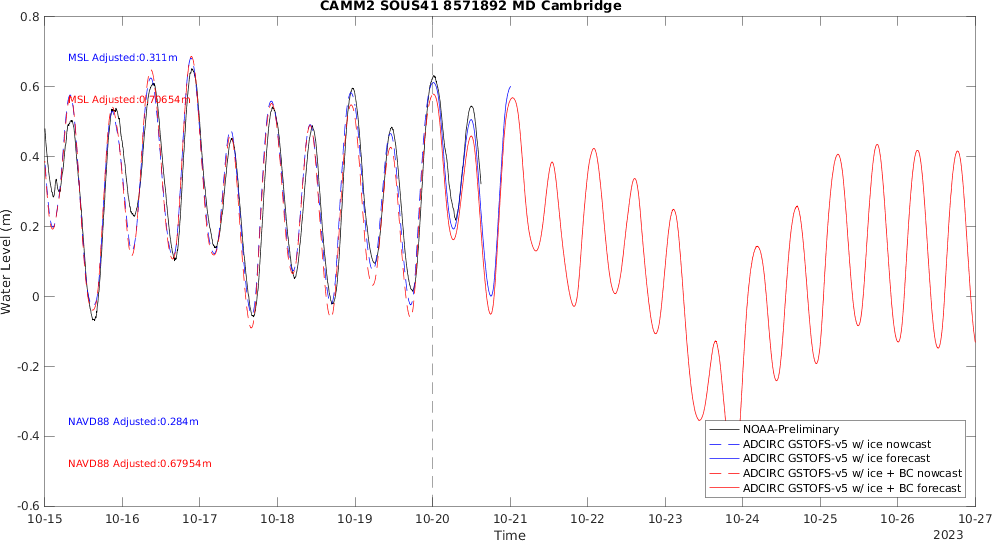 CAMM2 SOUS41 8571892 MD Cambridge
0.8
MSL Adjusted:0.311m
0.6
MSL Adjusted:0.70654m
0.4
0.2
Water Level (m)
0
-0.2
NAVD88 Adjusted:0.284m
-0.4
NAVD88 Adjusted:0.67954m
-0.6
NOAA-Preliminary
ADCIRC GSTOFS-v5 w/ ice nowcast
ADCIRC GSTOFS-v5 w/ ice forecast
ADCIRC GSTOFS-v5 w/ ice + BC nowcast
ADCIRC GSTOFS-v5 w/ ice + BC forecast
10-15 10-16 10-17 10-18 10-19 10-20 10-21 10-22 10-23 10-24 10-25 10-26 10-27
Time
2023